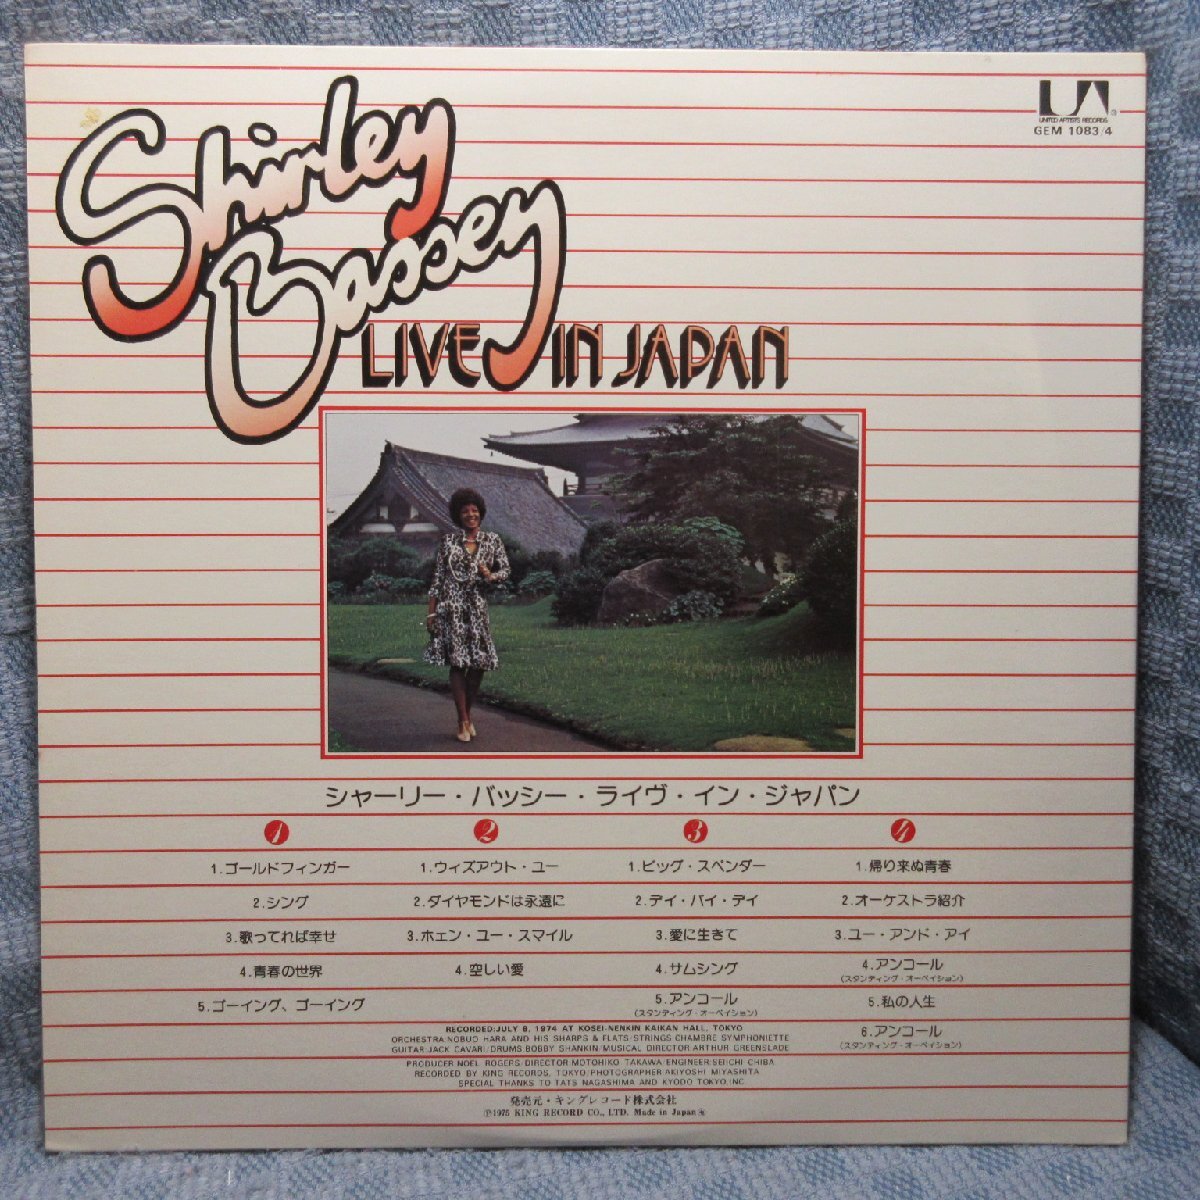 Shirley
Bassey
LIVE IN JAPAN
UA
UNITED ARTISTS RECORDS
GEM 1083/4
シャーリー・バッシー・ライヴ・イン・ジャパン
1
1.ゴールドフィンガー
2.シング
3.歌ってれば幸せ
4.青春の世界
5.ゴーイング、ゴーイング
2
1.ウィズアウト・ユー
2.ダイヤモンドは永遠に
3.ホェン・ユー・スマイル
4.空しい愛
3
1.ビッグ・スペンダー
2.デイ・バイ・デイ
3.愛に生きて
4.サムシング
5.アンコール
(スタンディング・オーベイション)
4
1.帰り来ぬ青春
2.オーケストラ紹介
3.ユー・アンド・アイ
4.アンコール
(スタンディング・オーベイション)
5.私の人生
6.アンコール
(スタンディング・オーベイション)
RECORDED:JULY 8, 1974 AT KOSEI-NENKIN KAIKAN HALL, TOKYO
ORCHESTRA:NOBUO HARA AND HIS SHARPS & FLATS/STRINGS CHAMBRE SYMPHONIETTE
GUITAR:JACK CAVARI/DRUMS:BOBBY SHANKIN/MUSICAL DIRECTOR:ARTHUR GREENSLADE
PRODUCER:NOEL ROGERS/DIRECTOR:MOTOHIKO TAKAWA/ENGINEER:SEIICHI CHIBA
RECORDED BY KING RECORDS, TOKYO/PHOTOGRAPHER:AKIYOSHI MIYASHITA
SPECIAL THANKS TO TATS NAGASHIMA AND KYODO TOKYO,INC.
発売元・キングレコード株式会社
Ⓟ1975 KING RECORD CO., LTD. Made in Japan